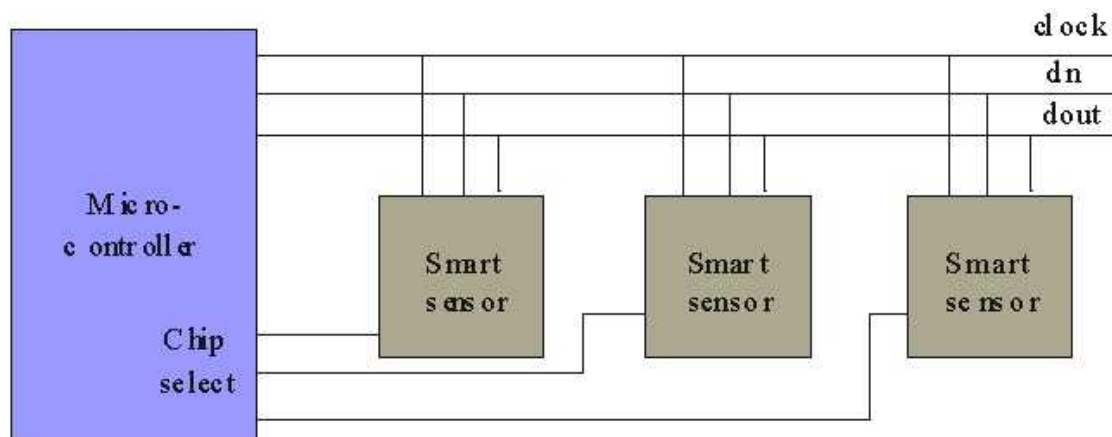 clock
dn
dout
Micro-
controller
Smart
sensor
Smart
sensor
Smart
sensor
Chip
select